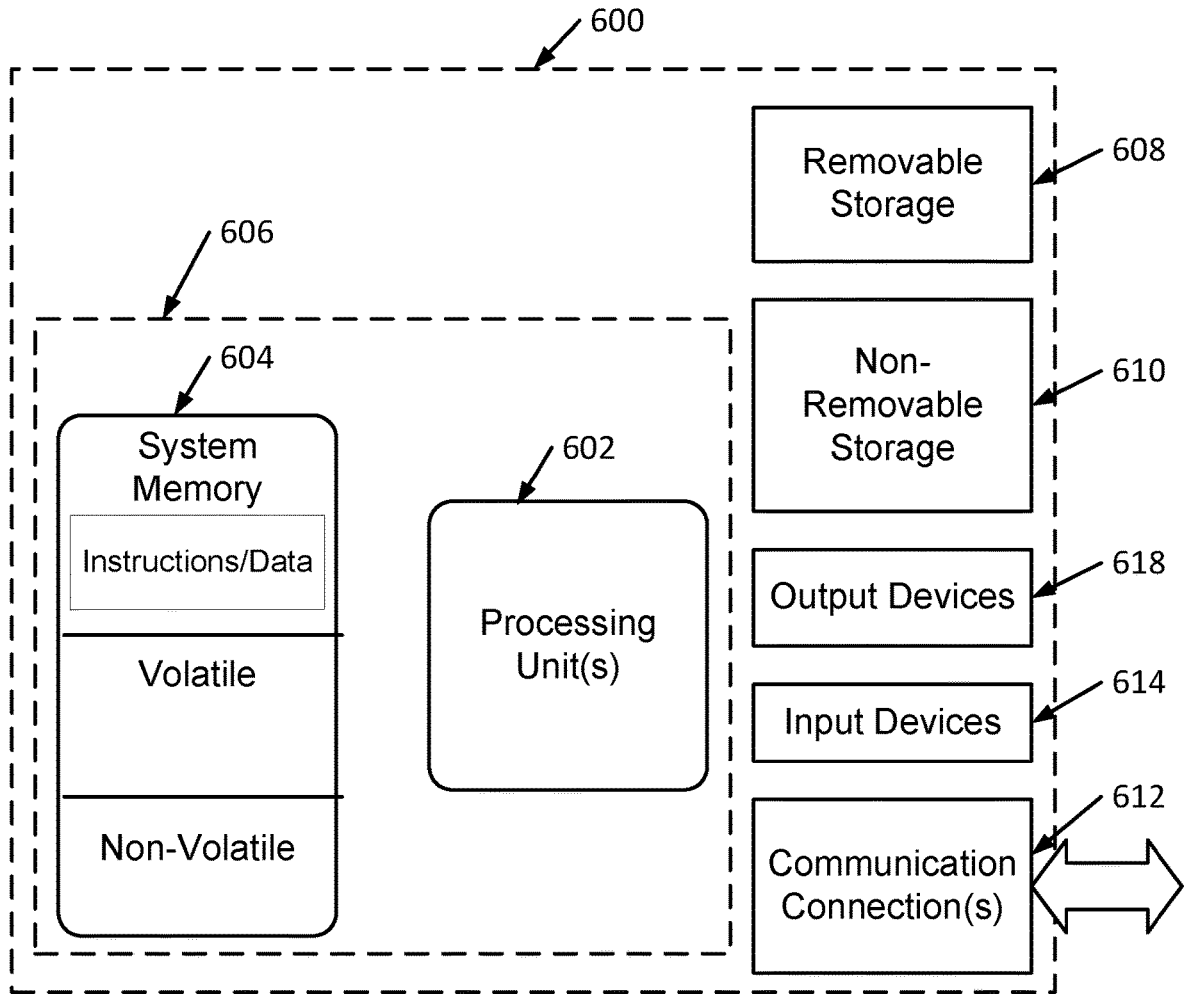 600
Removable
Storage
608
606
Non-
Removable
Storage
610
604
System
Memory
Instructions/Data
Volatile
Non-Volatile
602
Processing
Unit(s)
Output Devices
618
Input Devices
614
Communication
Connection(s)
612